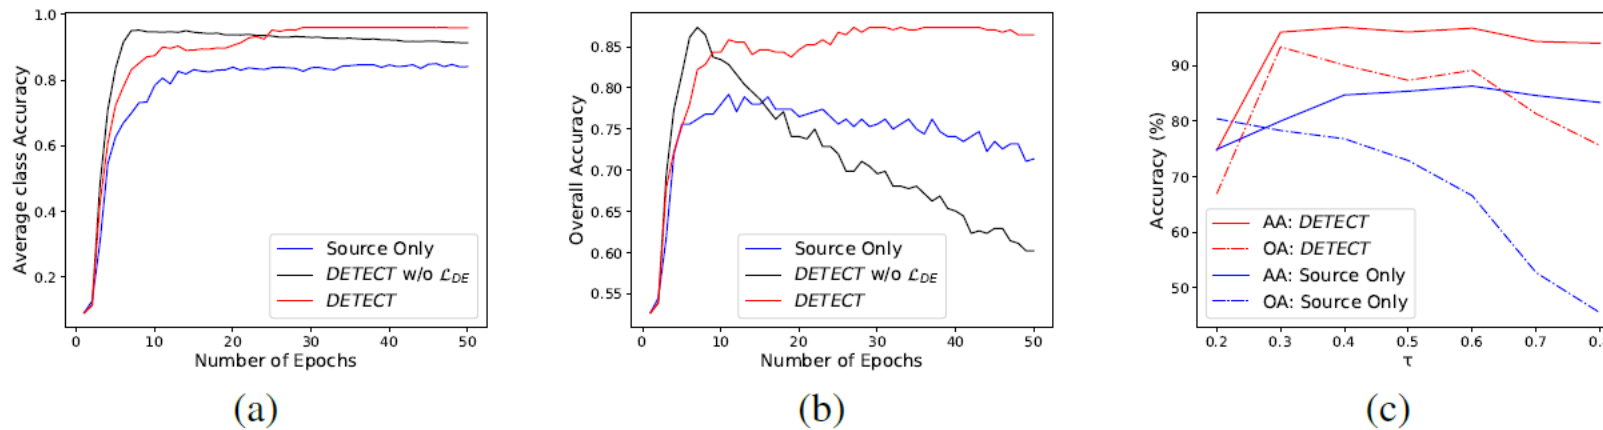 1.0
0.8
0.6
0.4
0.2
Average class Accuracy
Source Only
DETECT w/o ℒ_DE
DETECT
0 10 20 30 40 50
Number of Epochs
(a)
0.85
0.80
0.75
0.70
0.65
0.60
0.55
Overall Accuracy
Source Only
DETECT w/o ℒ_DE
DETECT
0 10 20 30 40 50
Number of Epochs
(b)
90
80
70
60
50
Accuracy (%)
AA: DETECT
OA: DETECT
AA: Source Only
OA: Source Only
0.2 0.3 0.4 0.5 0.6 0.7
τ
(c)